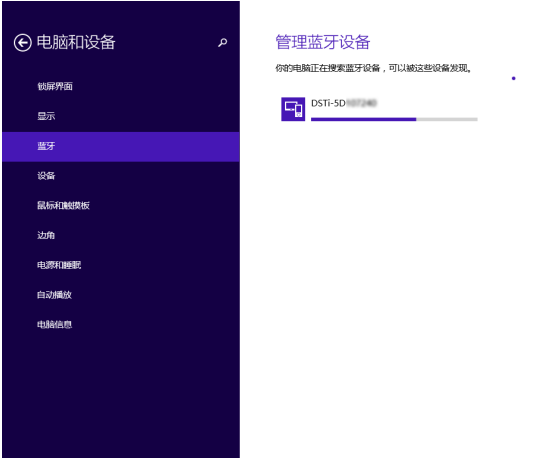 电脑和设备
锁屏界面
显示
蓝牙
设备
鼠标和触摸板
边角
电源和睡眠
自动播放
电脑信息
管理蓝牙设备
你的电脑正在搜索蓝牙设备，可以被这些设备发现。
DSTi-5D